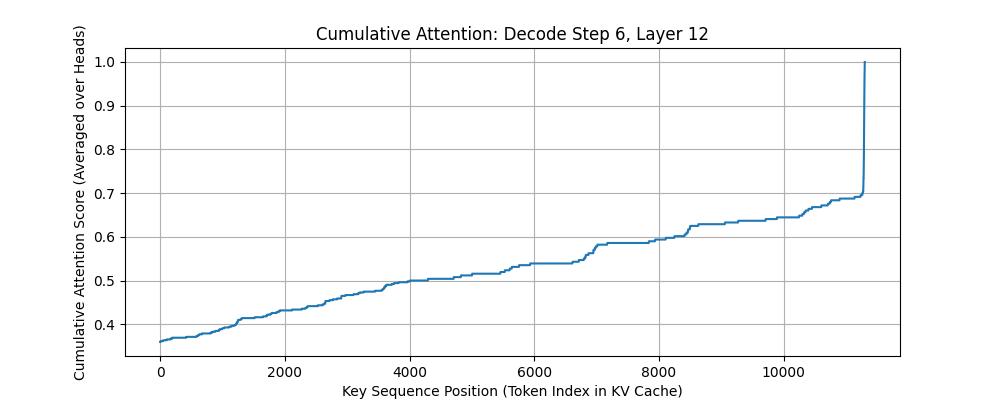 Cumulative Attention: Decode Step 6, Layer 12
Cumulative Attention Score (Averaged over Heads)
1.0
0.9
0.8
0.7
0.6
0.5
0.4
0 2000 4000 6000 8000 10000
Key Sequence Position (Token Index in KV Cache)